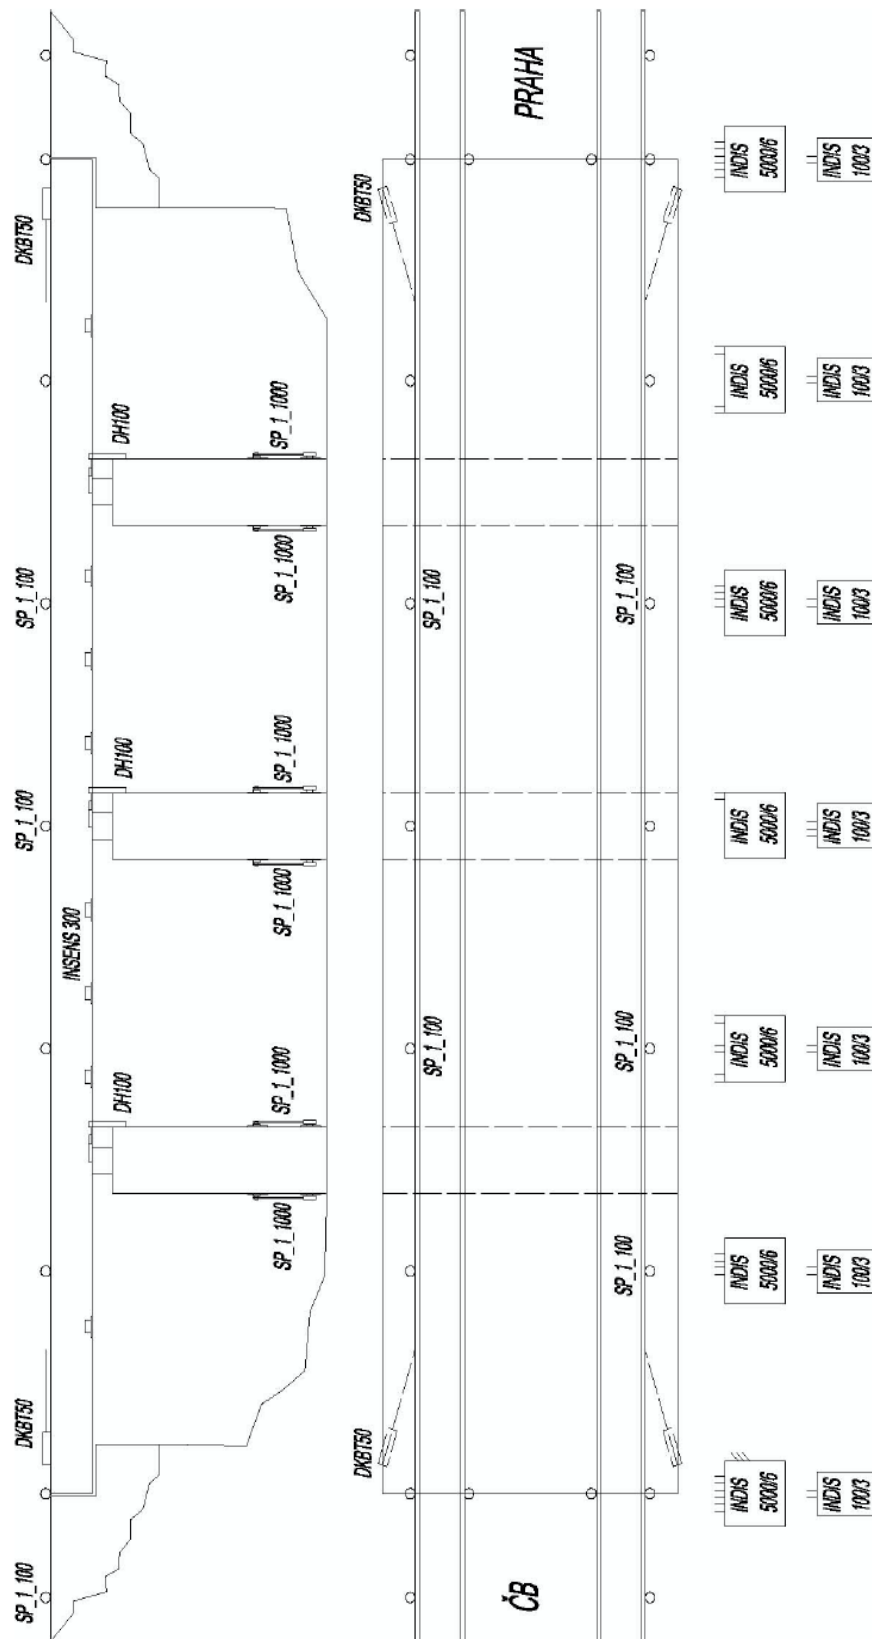 SP_1_100
DKBT50
SP_1_100
SP_1_100
DKBT50
INSENS 300
DH100
DH100
DH100
SP_1_1000
SP_1_1000
SP_1_1000
SP_1_1000
SP_1_1000
SP_1_1000
DKBT50
DKBT50
SP_1_100
SP_1_100
ČB
PRAHA
SP_1_100
SP_1_100
SP_1_100
INDIS
5000/6
INDIS
5000/6
INDIS
5000/6
INDIS
5000/6
INDIS
5000/6
INDIS
5000/6
INDIS
5000/6
INDIS
100/3
INDIS
100/3
INDIS
100/3
INDIS
100/3
INDIS
100/3
INDIS
100/3
INDIS
100/3